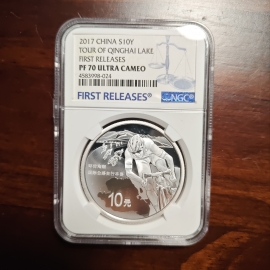 2017 CHINA S10Y
TOUR OF QINGHAI LAKE
FIRST RELEASES
PF 70 ULTRA CAMEO
4583998-024
FIRST RELEASES
NGC
10元